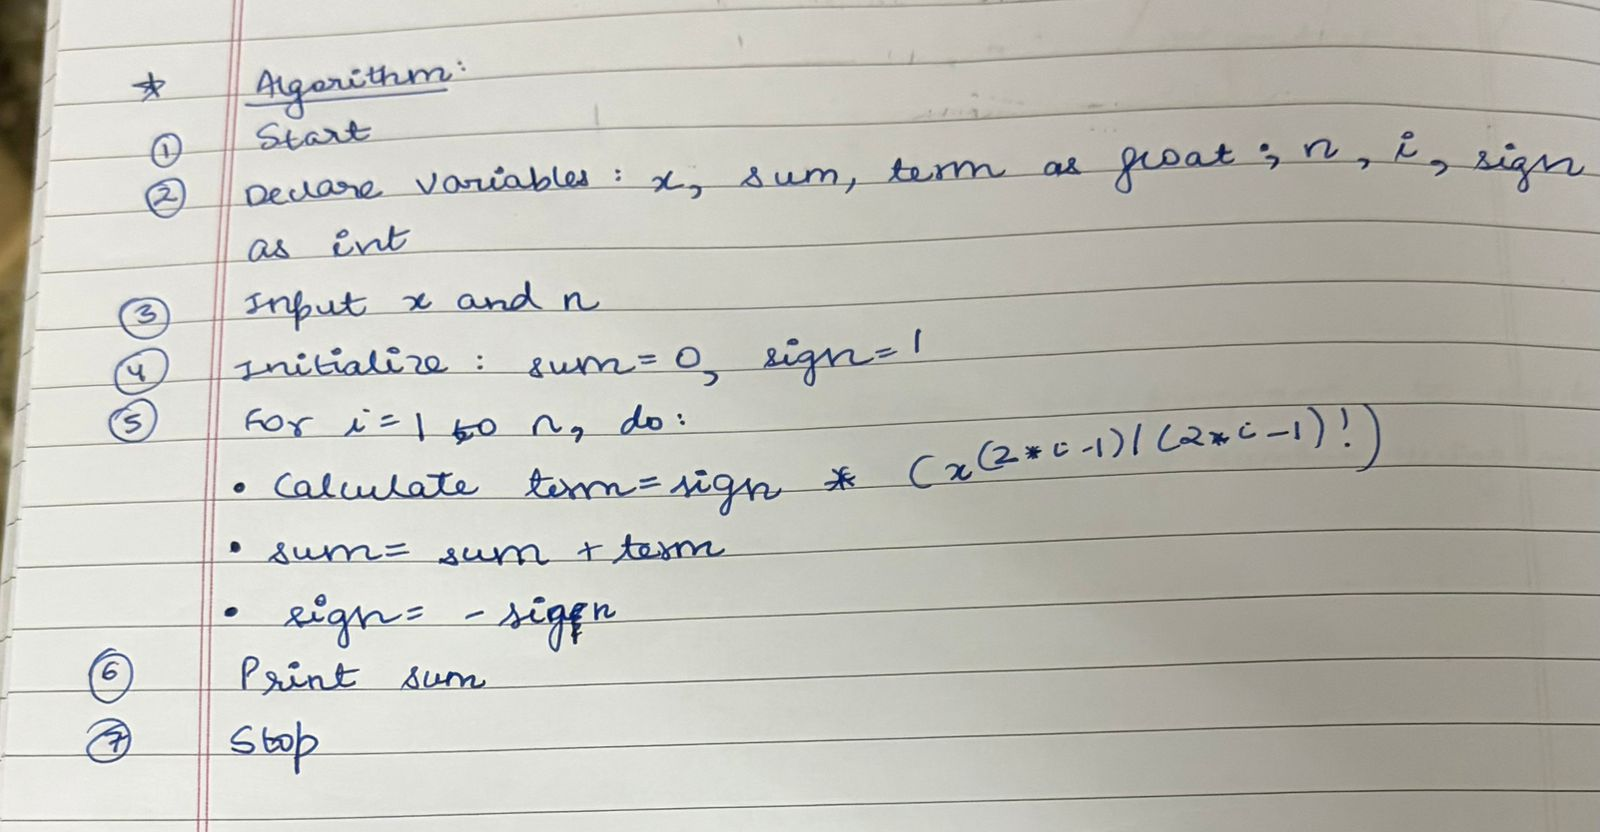 * Algorithm:
① Start
② Declare variables: x, sum, term as float; n, i, sign
as int
③ Input x and n
④ Initialize: sum=0, sign=1
⑤ For i=1 to n, do:
• Calculate term=sign * (x^(2*i-1)/(2*i-1)!)
• sum= sum + term
• sign= -sign
⑥ Print sum
⑦ Stop